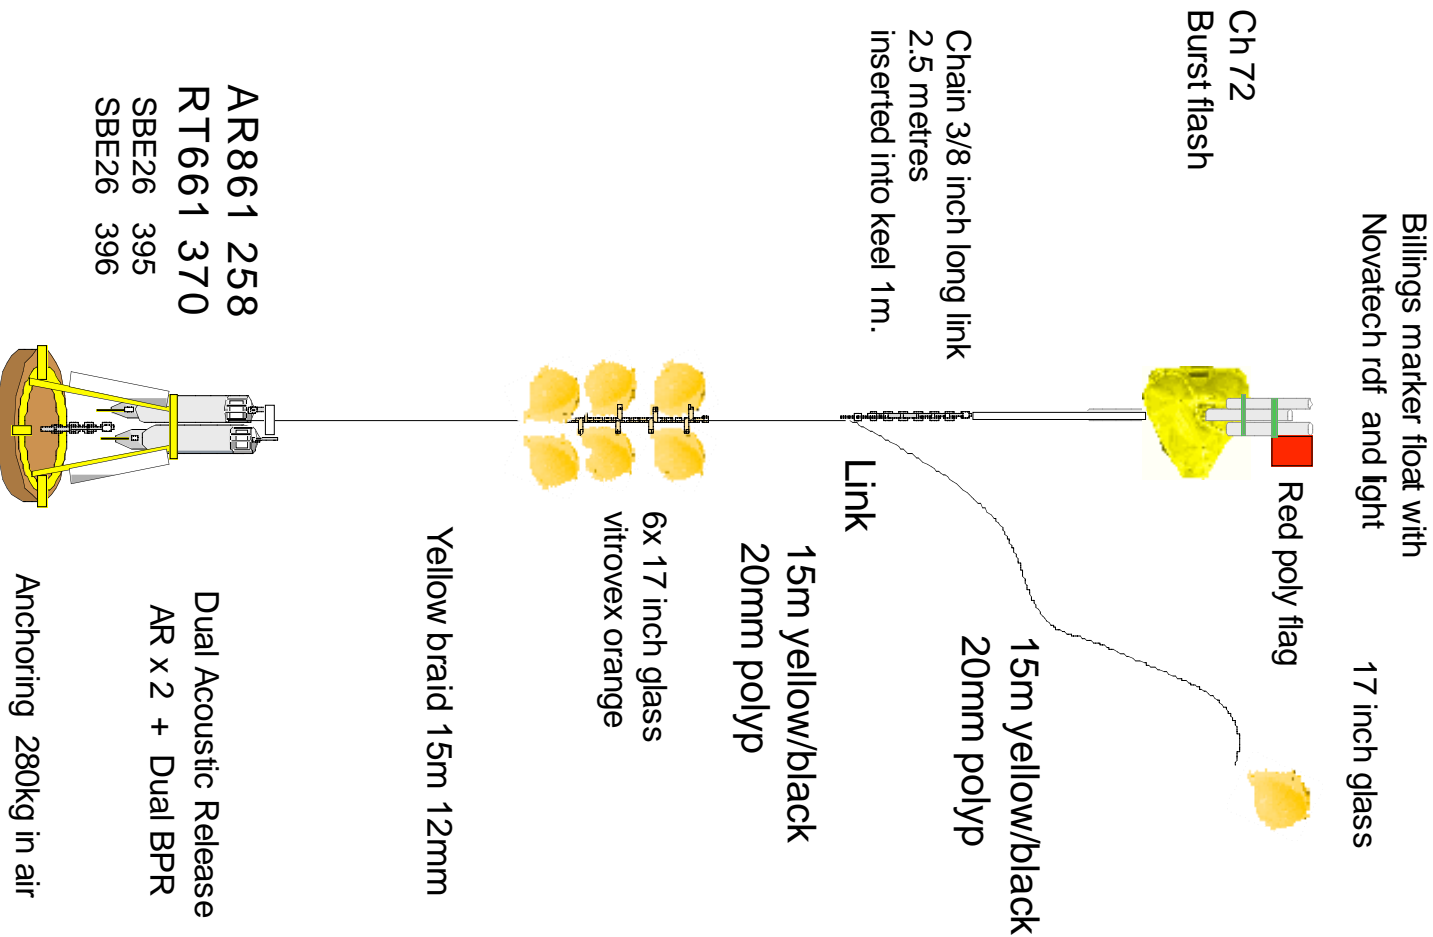 Billings marker float with
Novatech rdf and light
Ch 72
Burst flash
Red poly flag
17 inch glass
Chain 3/8 inch long link
2.5 metres
inserted into keel 1m.
15m yellow/black
20mm polyp
Link
15m yellow/black
20mm polyp
6x 17 inch glass
vitrovex orange
Yellow braid 15m 12mm
AR861 258
RT661 370
SBE26 395
SBE26 396
Dual Acoustic Release
AR x 2 + Dual BPR
Anchoring 280kg in air